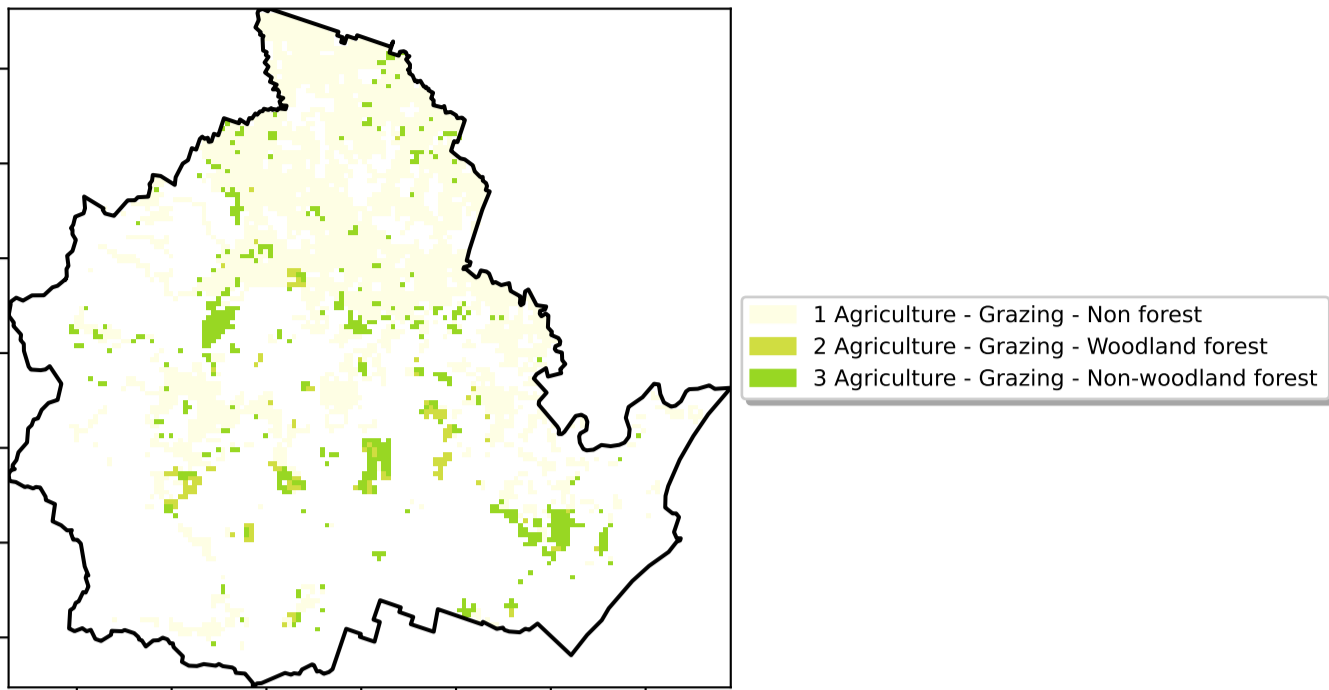 1 Agriculture - Grazing - Non forest
2 Agriculture - Grazing - Woodland forest
3 Agriculture - Grazing - Non-woodland forest